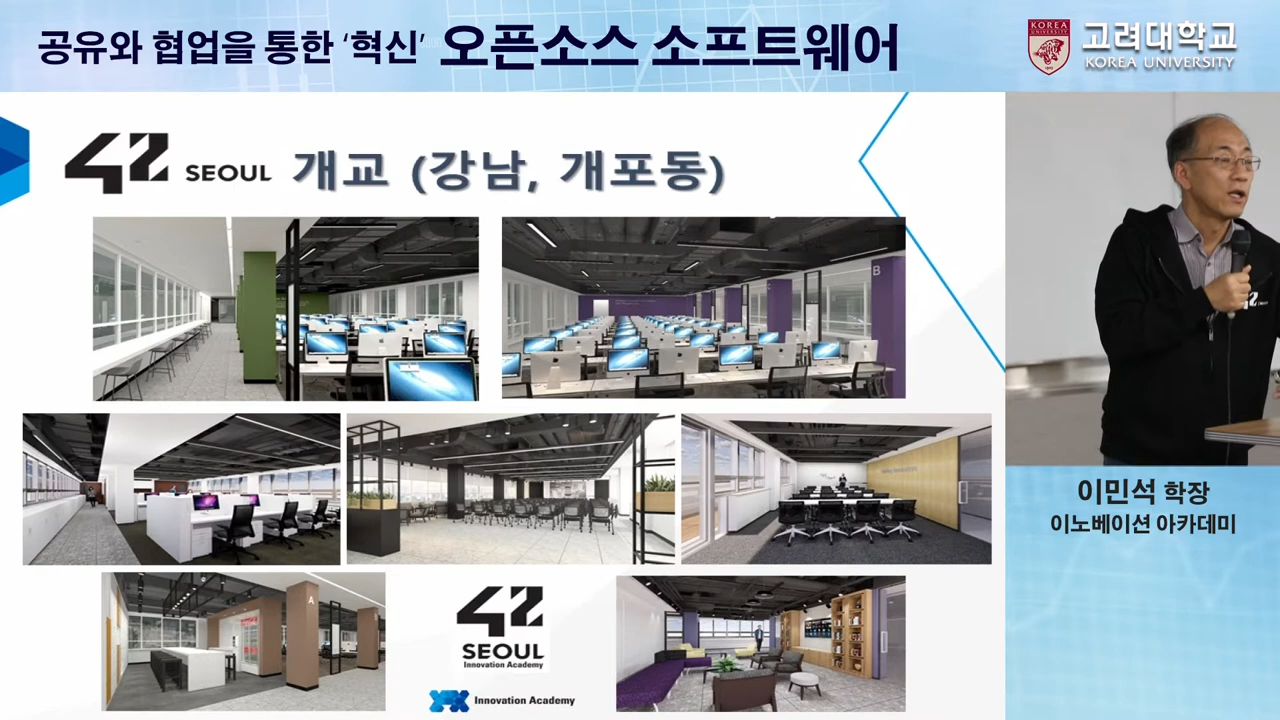 공유와 협업을 통한 '혁신' 오픈소스 소프트웨어
KOREA UNIVERSITY
고려대학교
KOREA UNIVERSITY
42 SEOUL 개교 (강남, 개포동)
B
A
42
SEOUL
Innovation Academy
Innovation Academy
42
이민석 학장
이노베이션 아카데미